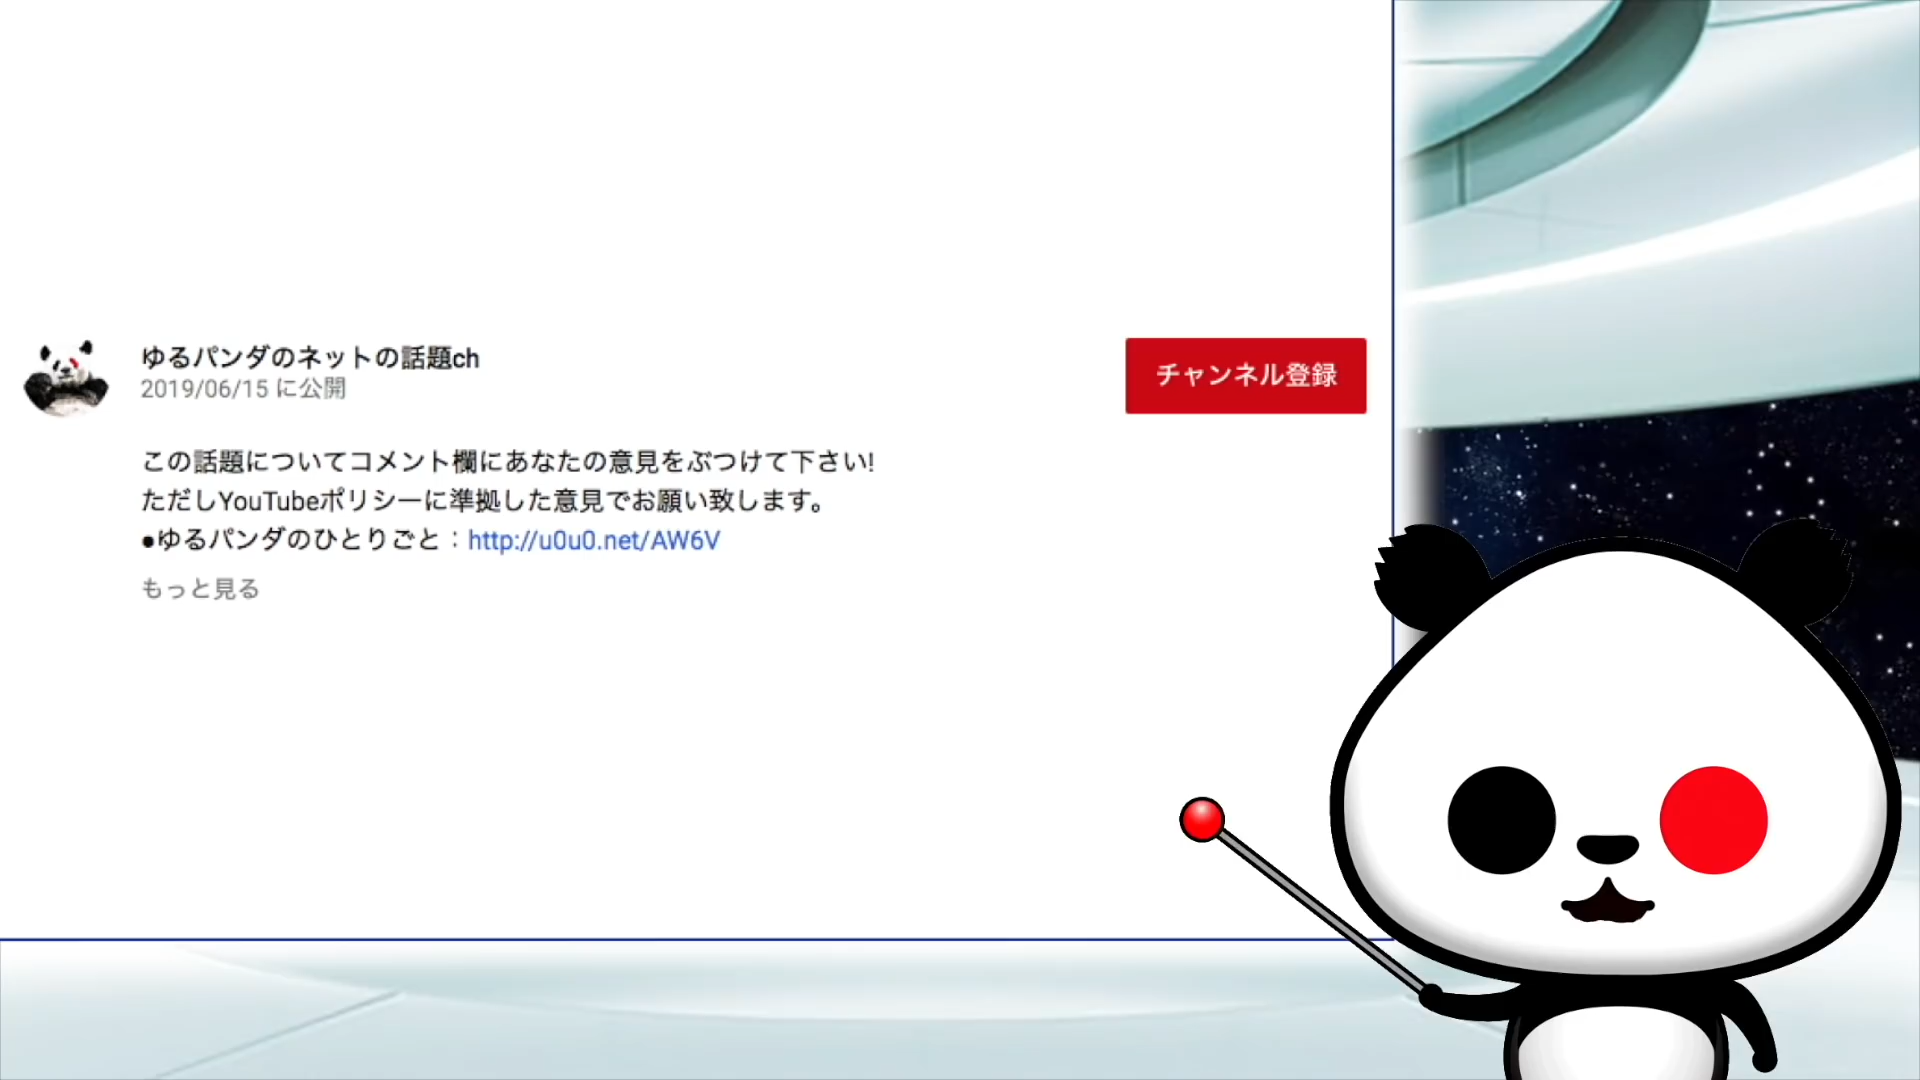 ゆるパンダのネットの話題ch
2019/06/15 に公開
チャンネル登録
この話題についてコメント欄にあなたの意見をぶつけて下さい!
ただしYouTubeポリシーに準拠した意見でお願い致します。
●ゆるパンダのひとりごと：http://u0u0.net/AW6V
もっと見る